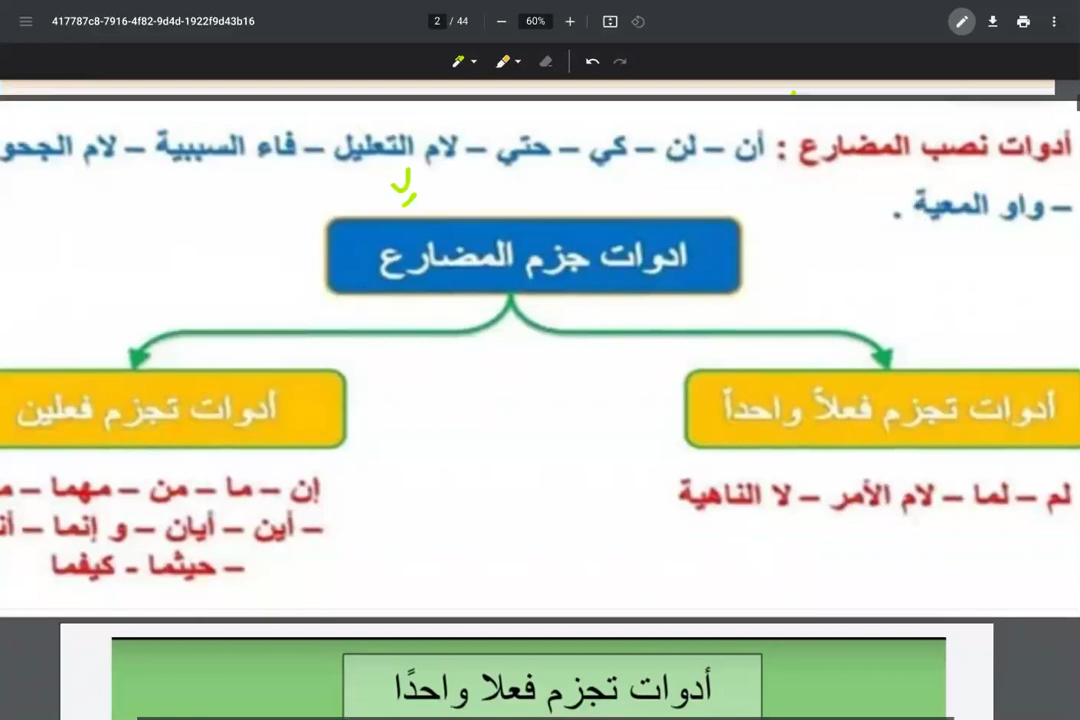 417787c8-7916-4f82-9d4d-1922f9d43b16
2 / 44
60%
أدوات نصب المضارع : أن – لن – كي – حتي – لام التعليل – فاء السببية – لام الجحو
– واو المعية .
ادوات جزم المضارع
أدوات تجزم فعلاً واحداً
أدوات تجزم فعلين
لم – لما – لام الأمر – لا الناهية
إن – ما – من – مهما – م
– أين – أيان – و إنما – أن
– حيثما - كيفما
أدوات تجزم فعلا واحدًا